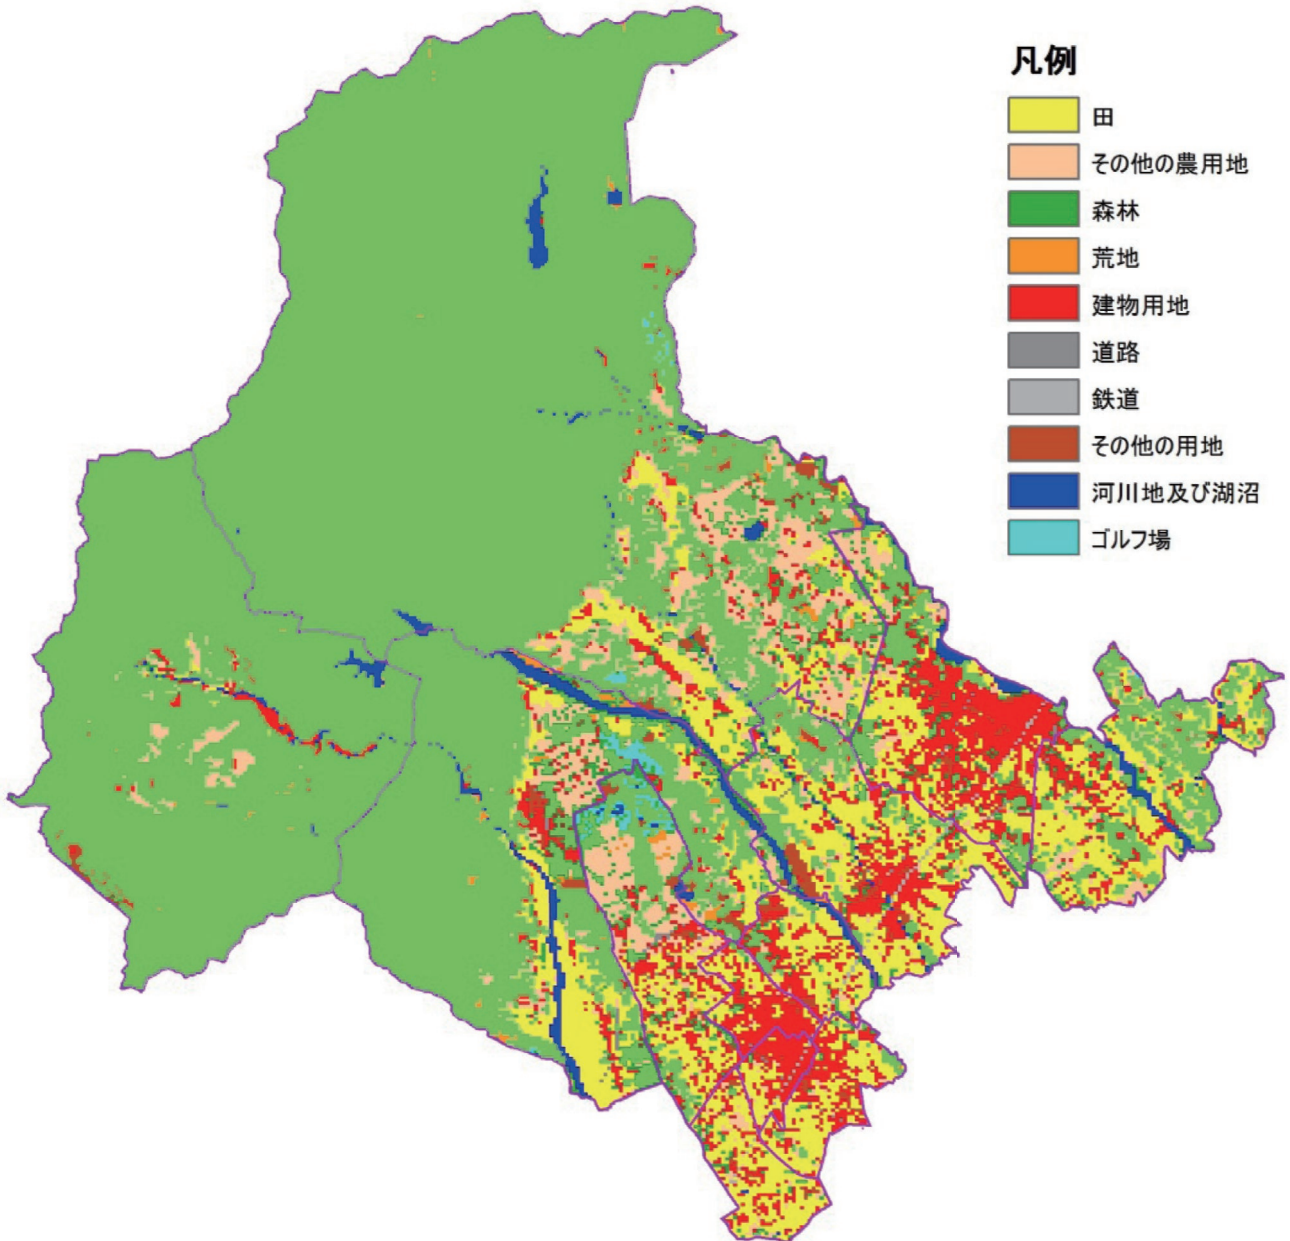 凡例
田
その他の農用地
森林
荒地
建物用地
道路
鉄道
その他の用地
河川地及び湖沼
ゴルフ場